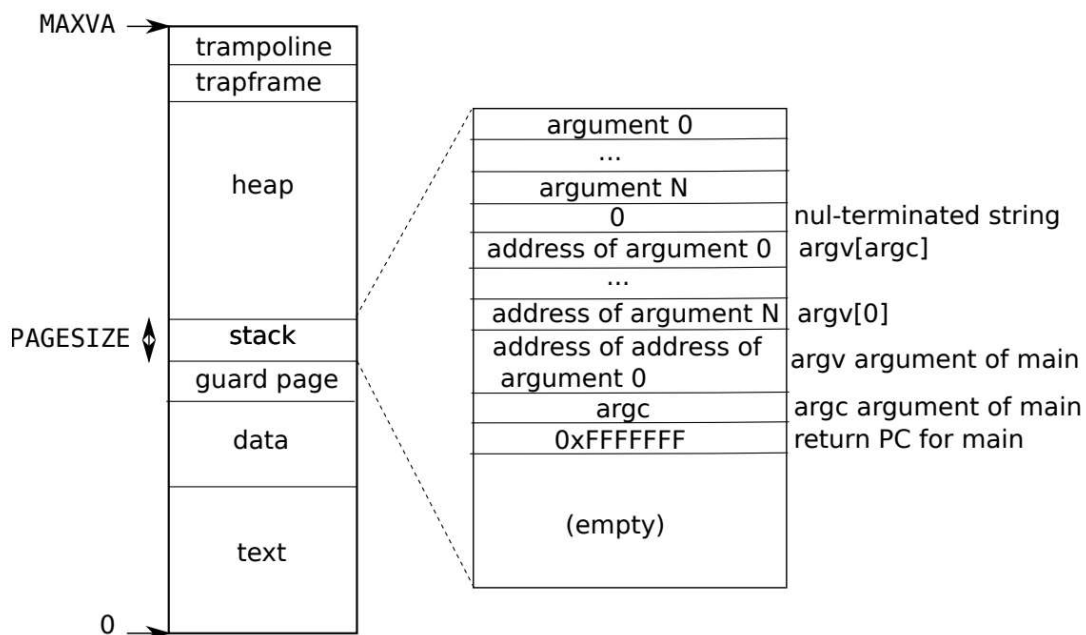 MAXVA
trampoline
trapframe
heap
PAGESIZE
stack
guard page
data
text
0
argument 0
...
argument N
0
nul-terminated string
address of argument 0
argv[argc]
...
address of argument N
argv[0]
address of address of
argument 0
argv argument of main
argc
argc argument of main
0xFFFFFFF
return PC for main
(empty)